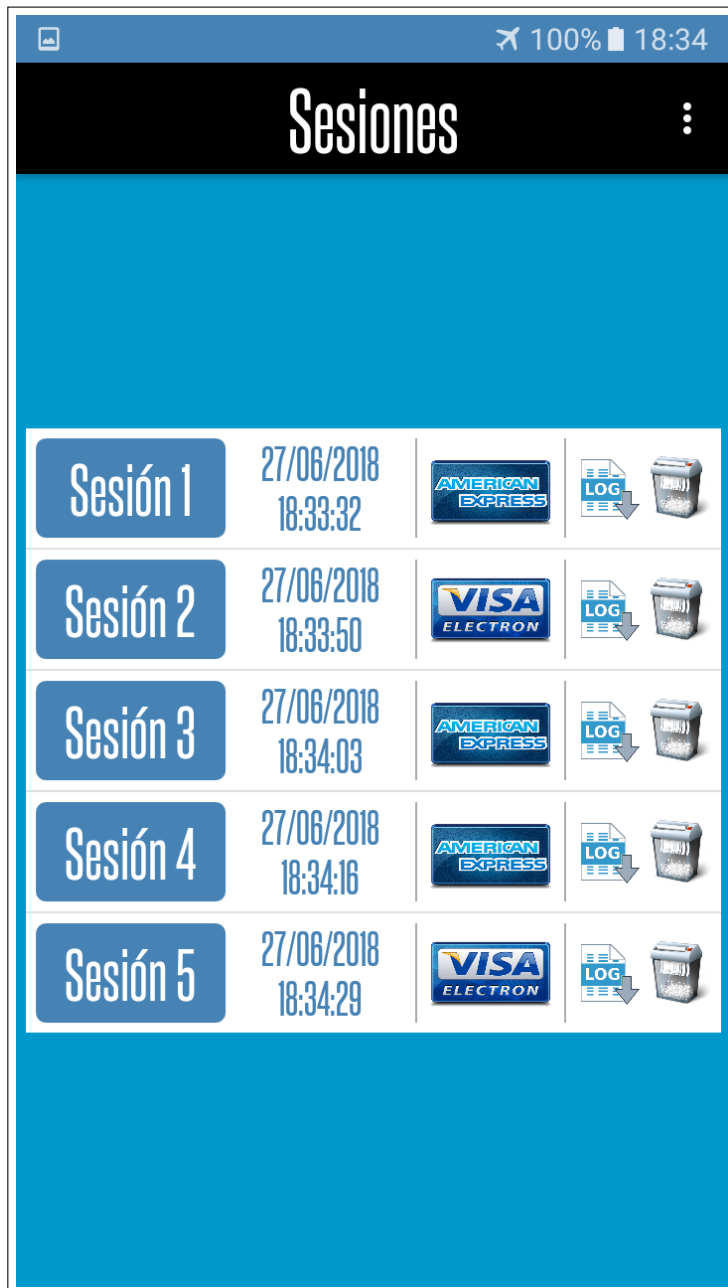 100% 18:34
Sesiones
Sesión 1
27/06/2018
18:33:32
AMERICAN
EXPRESS
LOG
Sesión 2
27/06/2018
18:33:50
VISA
ELECTRON
LOG
Sesión 3
27/06/2018
18:34:03
AMERICAN
EXPRESS
LOG
Sesión 4
27/06/2018
18:34:16
AMERICAN
EXPRESS
LOG
Sesión 5
27/06/2018
18:34:29
VISA
ELECTRON
LOG